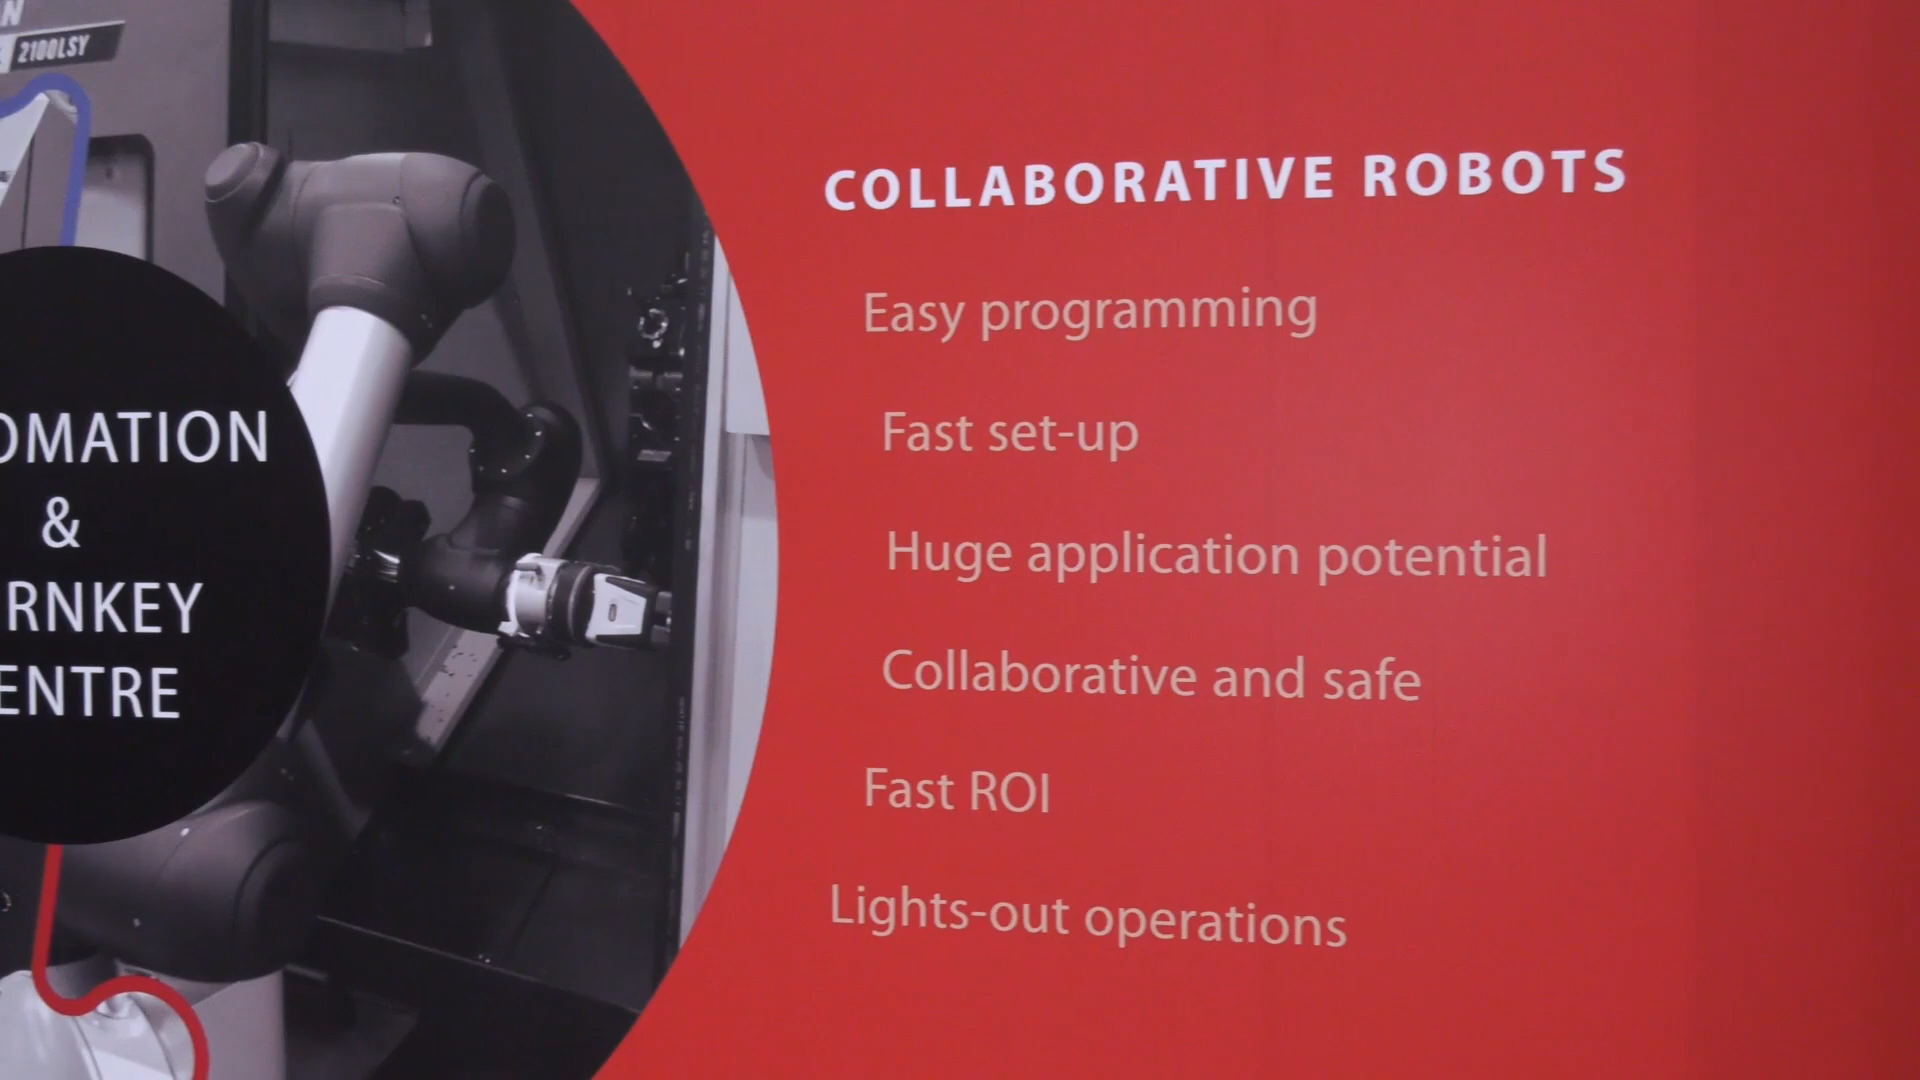 2100LSY
COLLABORATIVE ROBOTS
Easy programming
Fast set-up
Huge application potential
Collaborative and safe
Fast ROI
Lights-out operations
OMATION
&
RNKEY
ENTRE